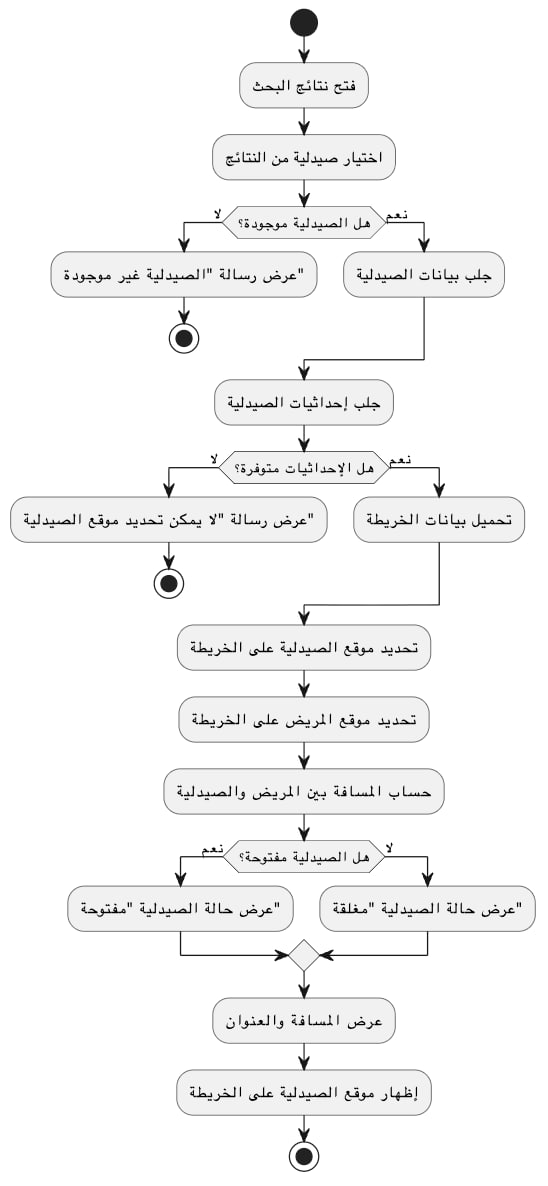 فتح نتائج البحث
اختيار صيدلية من النتائج
هل الصيدلية موجودة؟
لا
نعم
عرض رسالة "الصيدلية غير موجودة"
جلب بيانات الصيدلية
جلب إحداثيات الصيدلية
هل الإحداثيات متوفرة؟
لا
نعم
عرض رسالة "لا يمكن تحديد موقع الصيدلية"
تحميل بيانات الخريطة
تحديد موقع الصيدلية على الخريطة
تحديد موقع المريض على الخريطة
حساب المسافة بين المريض والصيدلية
هل الصيدلية مفتوحة؟
نعم
لا
عرض حالة الصيدلية "مفتوحة"
عرض حالة الصيدلية "مغلقة"
عرض المسافة والعنوان
إظهار موقع الصيدلية على الخريطة